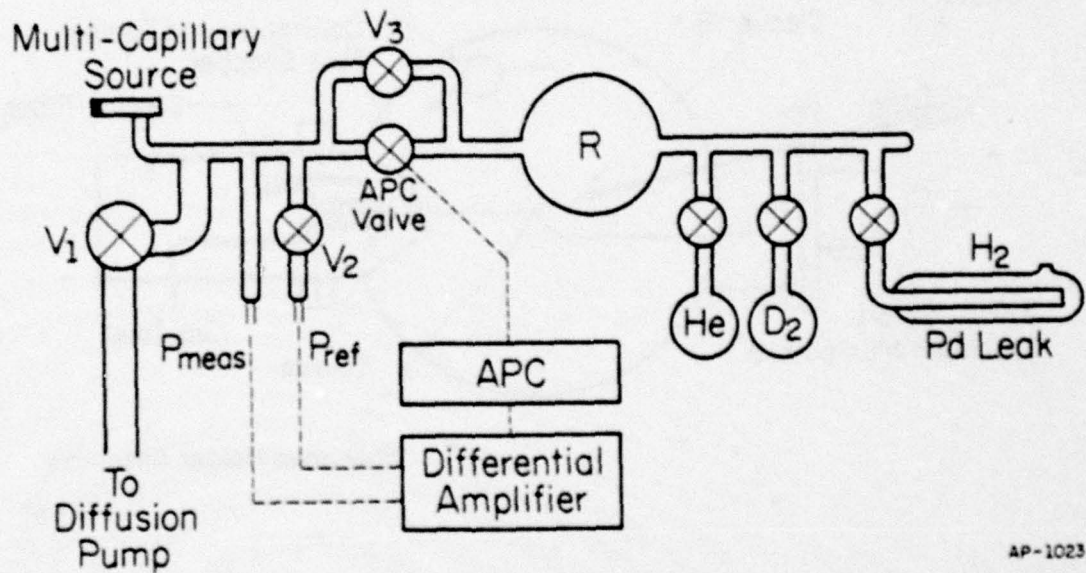 Multi-Capillary
Source
V3
R
APC
Valve
V1
V2
H2
He
D2
Pd Leak
Pmeas
Pref
APC
Differential
Amplifier
To
Diffusion
Pump
AP-1023